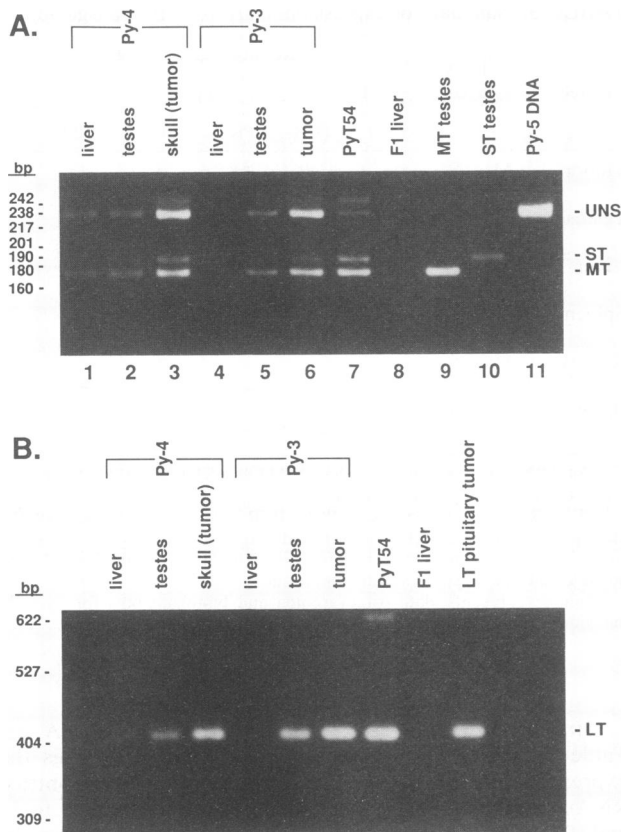 A.
Py-4
Py-3
liver
testes
skull (tumor)
liver
testes
tumor
PyT54
F1 liver
MT testes
ST testes
Py-5 DNA
bp
242 -
238 -
217 -
201 -
190 -
180 -
160 -
- UNS
- ST
- MT
1 2 3 4 5 6 7 8 9 10 11
B.
Py-4
Py-3
liver
testes
skull (tumor)
liver
testes
tumor
PyT54
F1 liver
LT pituitary tumor
bp
622 -
527 -
404 -
309 -
- LT